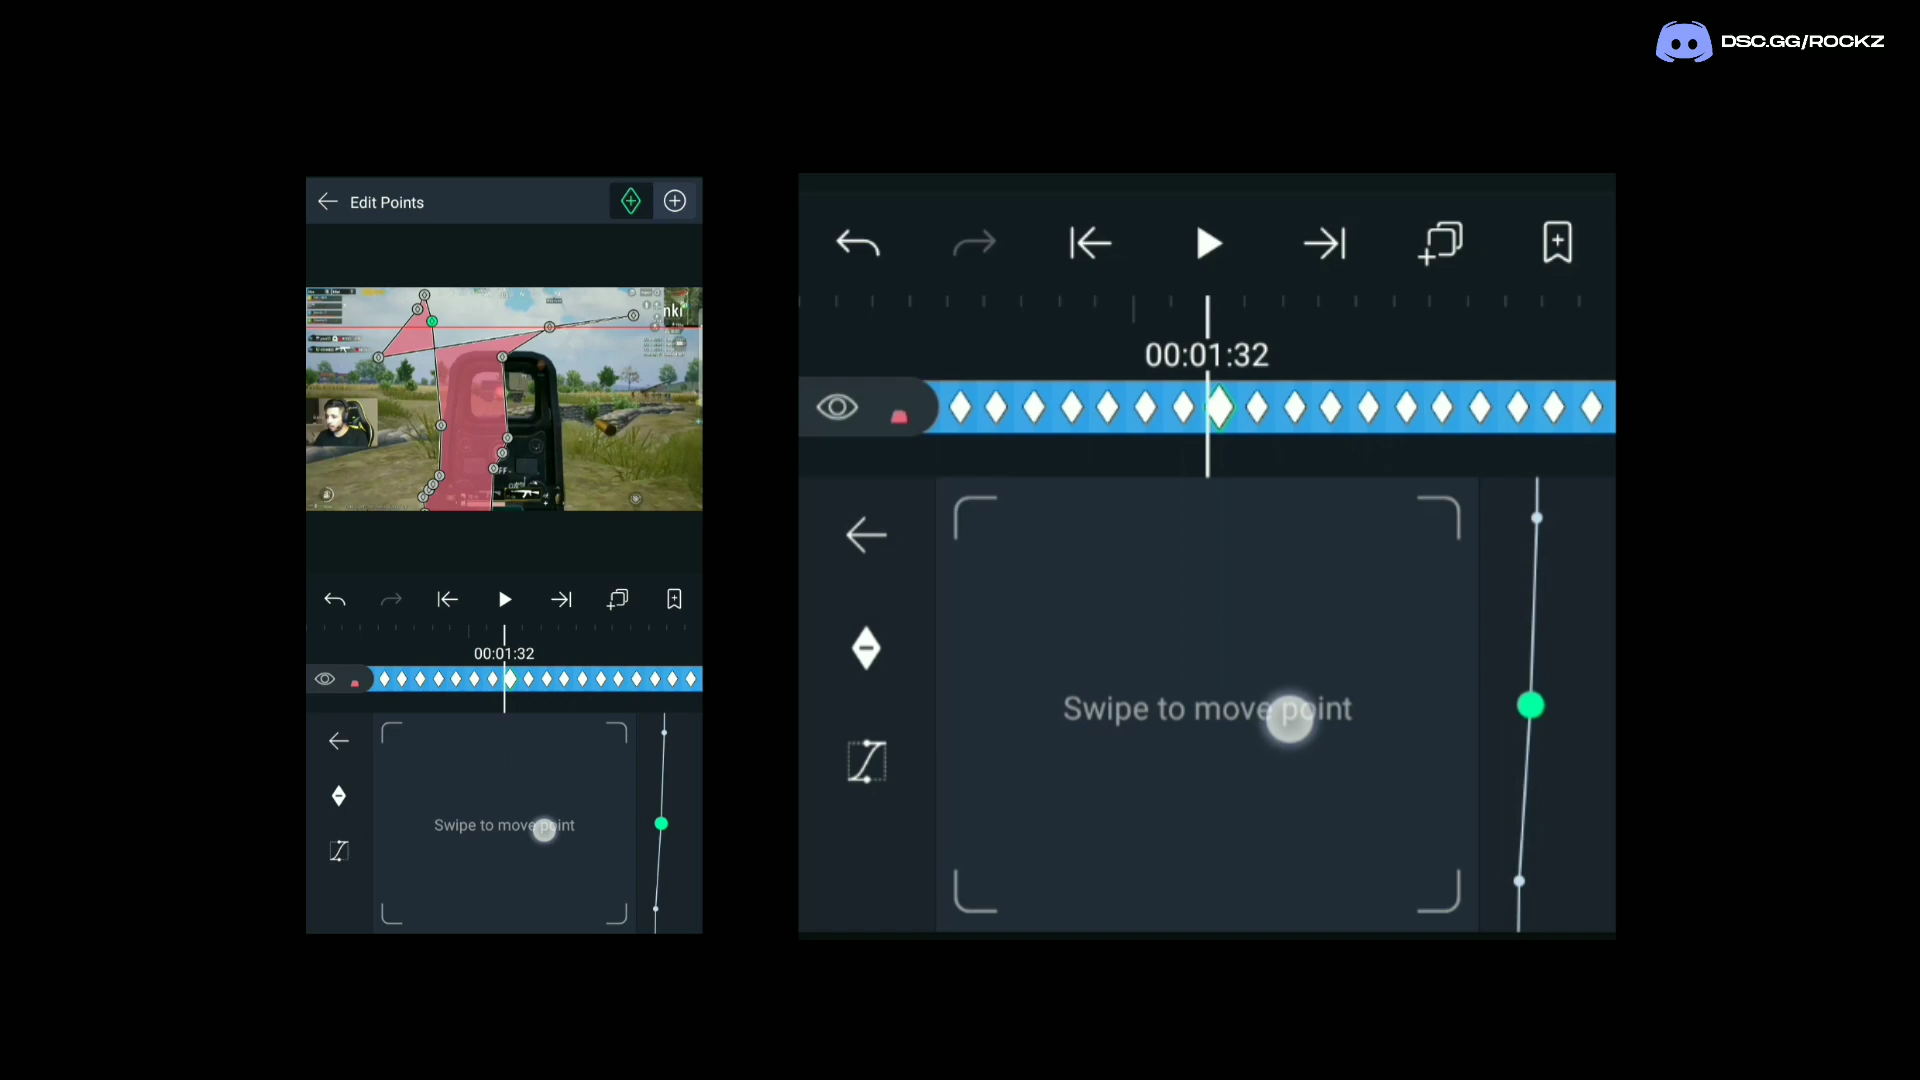 DSC.GG/ROCKZ
Edit Points
nki
00:01:32
Swipe to move point
00:01:32
Swipe to move point